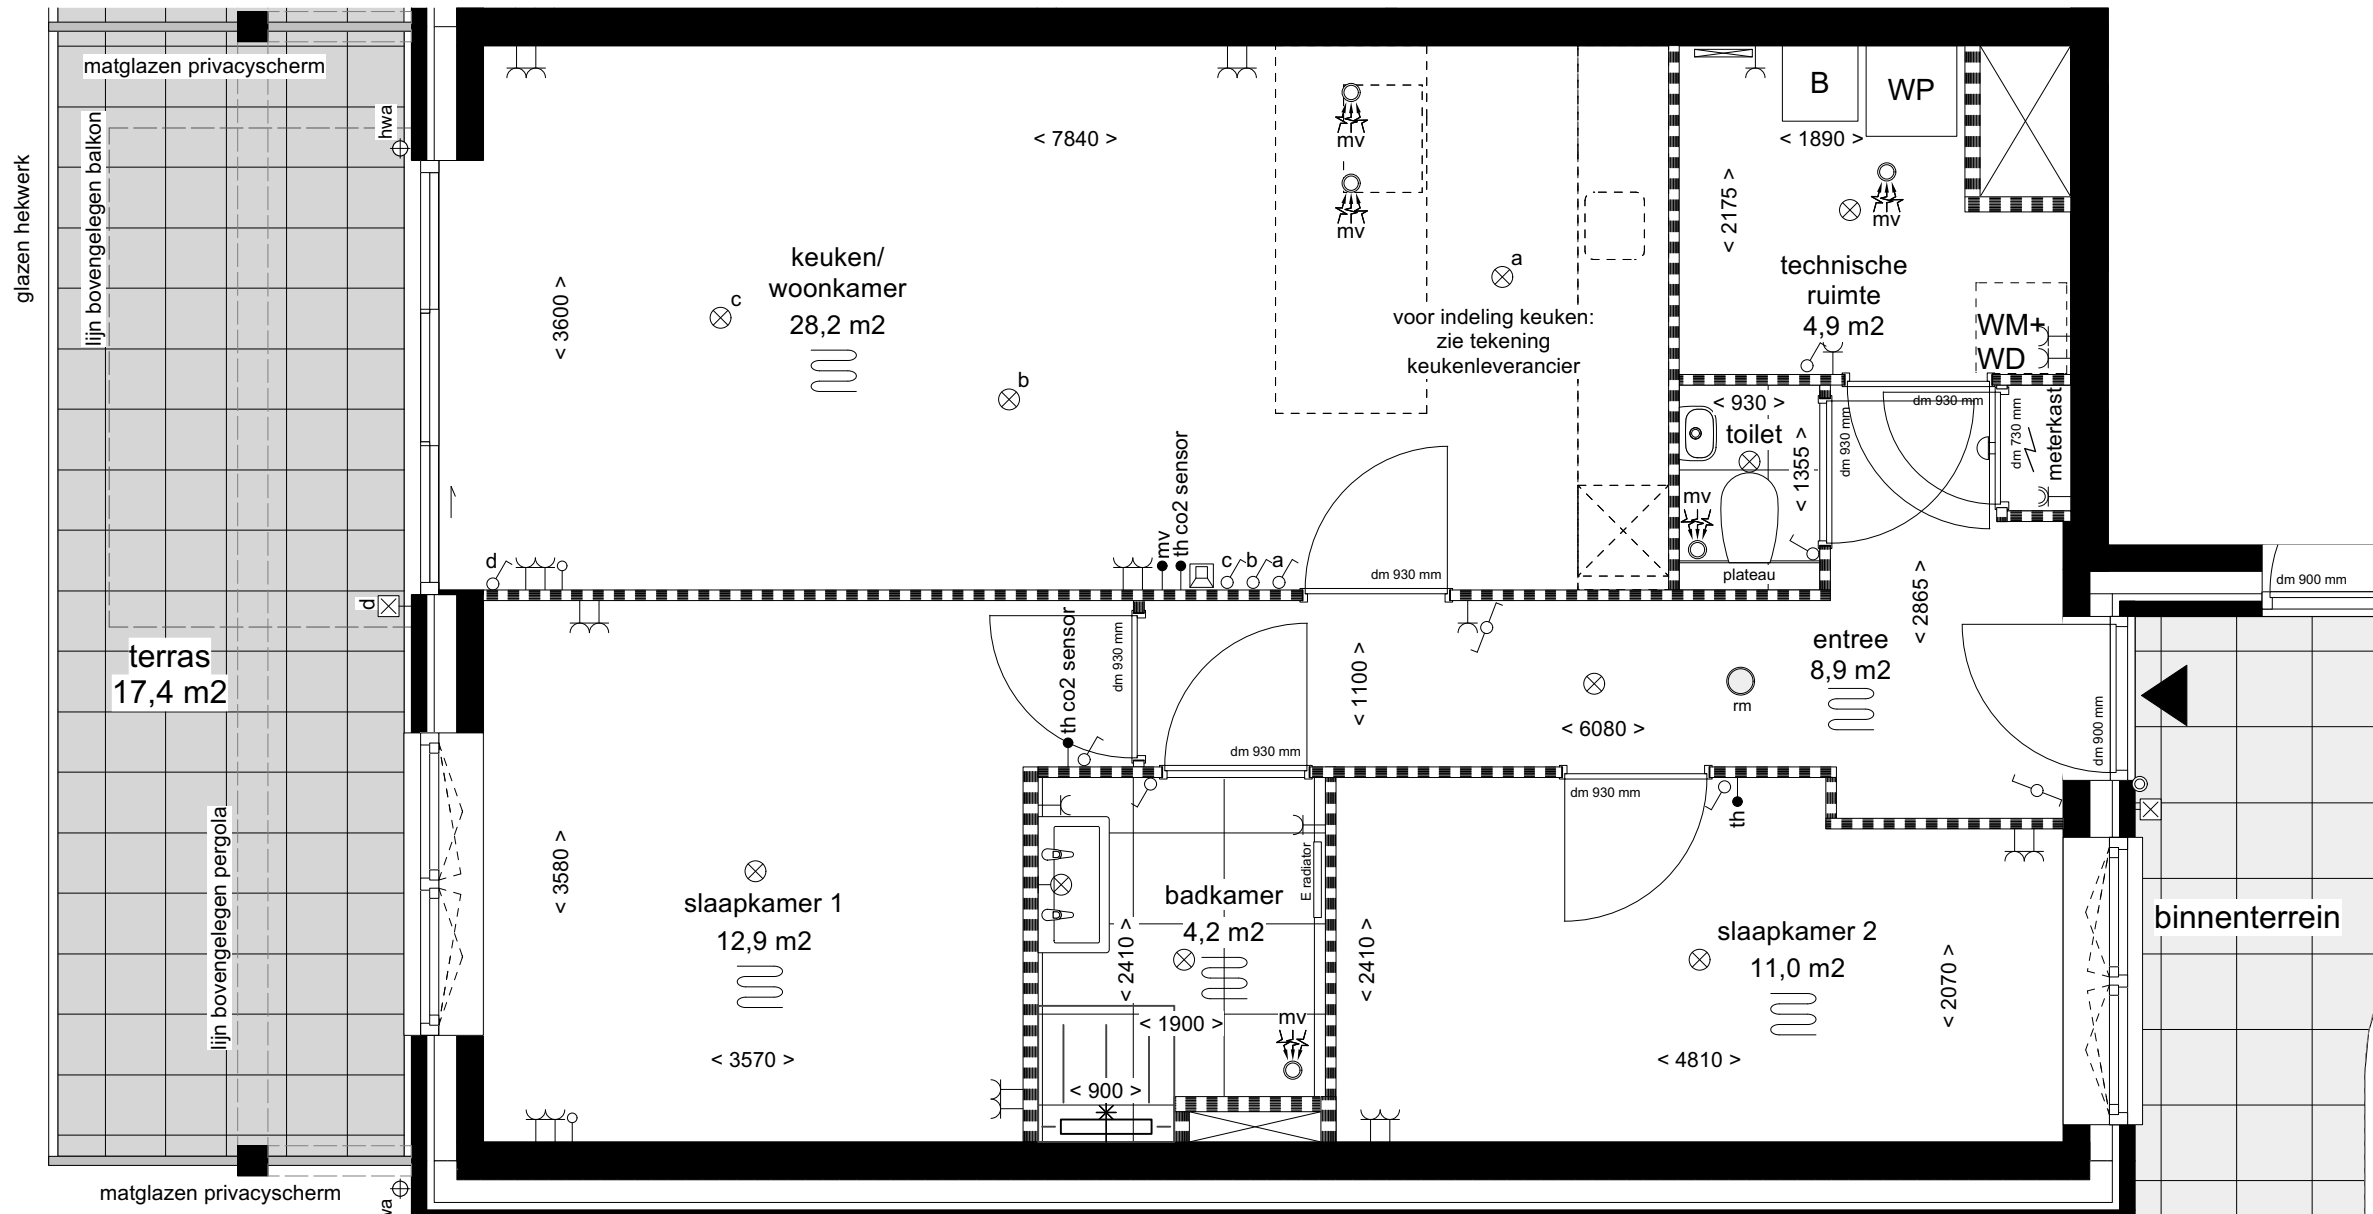 matglazen privacyscherm
glazen hekwerk
lijn bovengelegen balkon
hwa
terras
17,4 m2
d
lijn bovengelegen pergola
matglazen privacyscherm
keuken/
woonkamer
28,2 m2
< 7840 >
< 3600 >
c
b
a
mv
mv
voor indeling keuken:
zie tekening
keukenleverancier
d
mv
th co2 sensor
c
b
a
dm 930 mm
B
WP
< 1890 >
< 2175 >
mv
technische
ruimte
4,9 m2
WM+
WD
< 930 >
toilet
< 1355 >
mv
plateau
dm 930 mm
dm 930 mm
dm 730 mm
meterkast
< 2865 >
entree
8,9 m2
dm 900 mm
dm 900 mm
< 1100 >
< 6080 >
rm
dm 930 mm
th co2 sensor
dm 930 mm
dm 930 mm
th
slaapkamer 1
12,9 m2
< 3580 >
< 3570 >
badkamer
4,2 m2
E radiator
< 2410 >
< 1900 >
< 900 >
mv
< 2410 >
slaapkamer 2
11,0 m2
< 2070 >
< 4810 >
binnenterrein